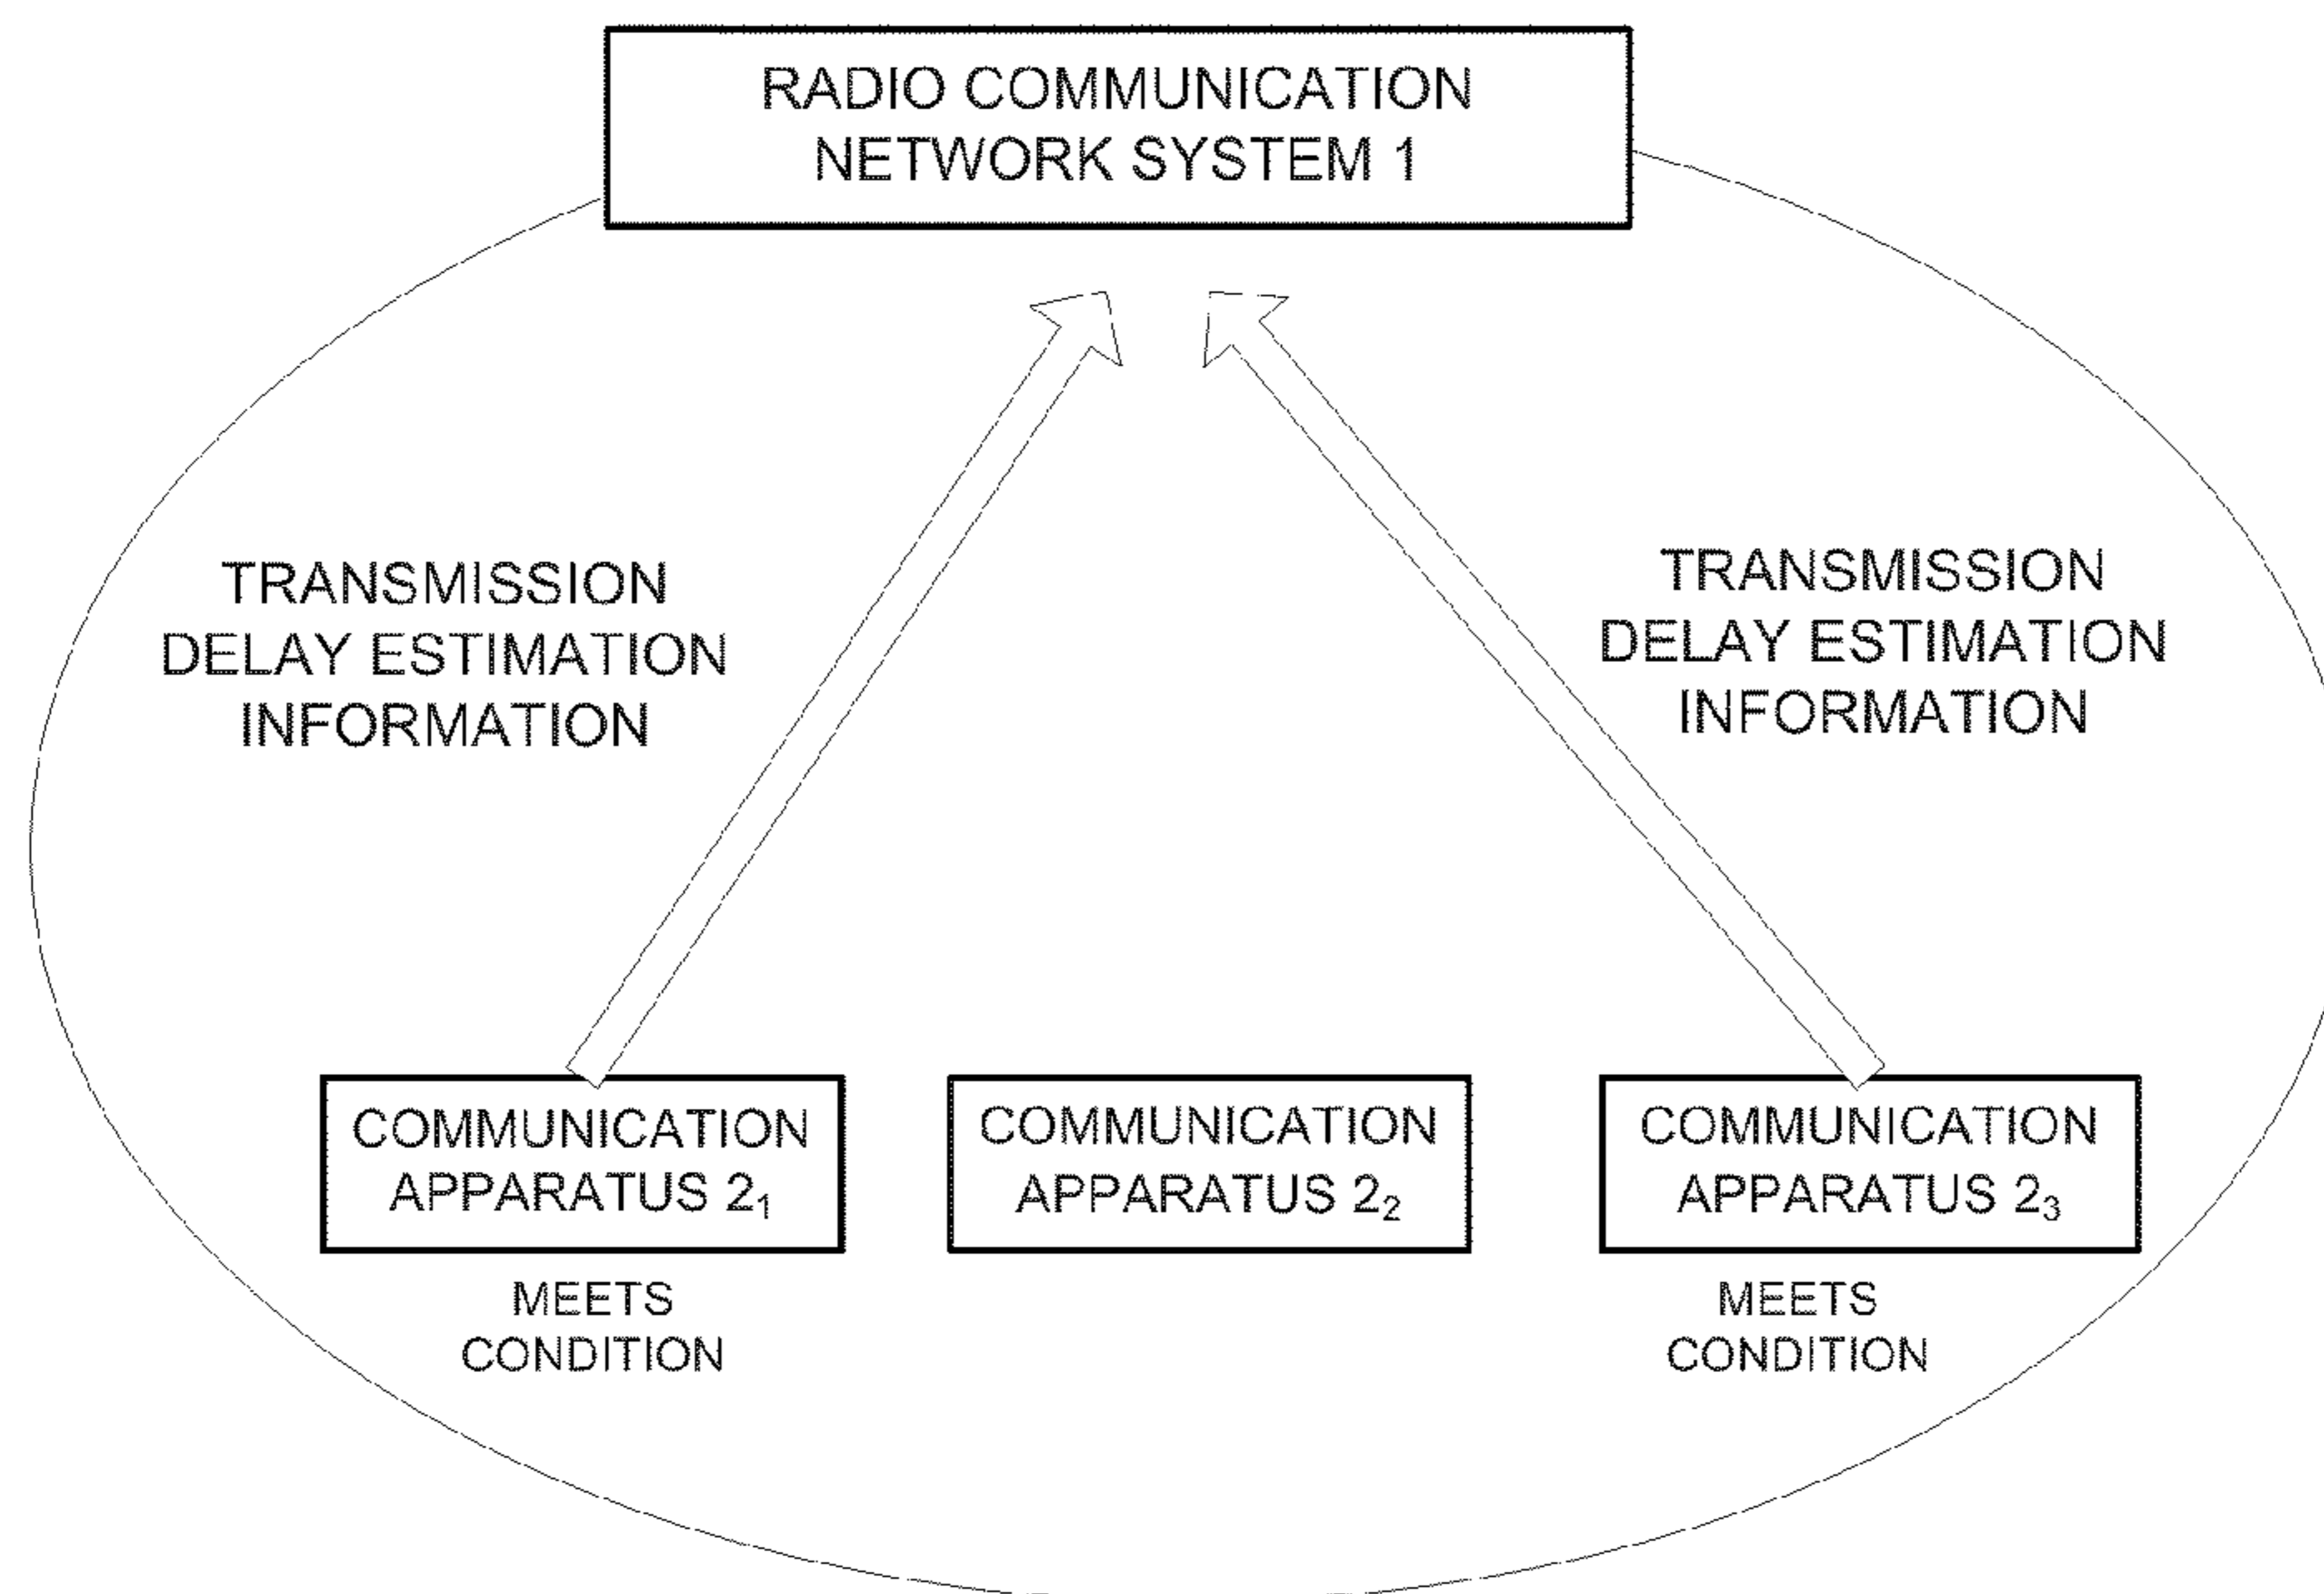 RADIO COMMUNICATION
NETWORK SYSTEM 1
TRANSMISSION
DELAY ESTIMATION
INFORMATION
TRANSMISSION
DELAY ESTIMATION
INFORMATION
COMMUNICATION
APPARATUS 2₁
COMMUNICATION
APPARATUS 2₂
COMMUNICATION
APPARATUS 2₃
MEETS
CONDITION
MEETS
CONDITION